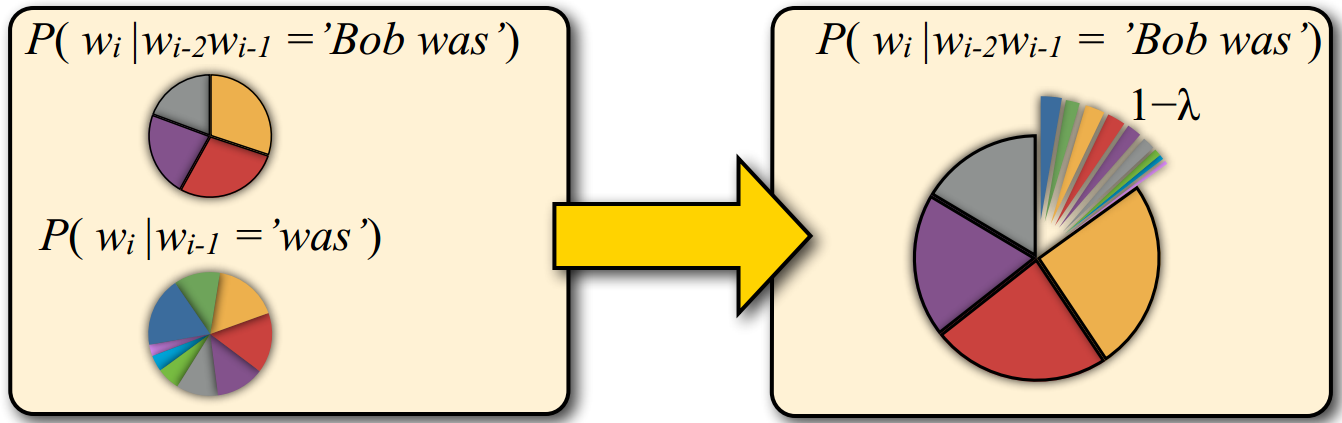 P( wi |wi-2wi-1 =’Bob was’)
P( wi |wi-1 =’was’)
P( wi |wi-2wi-1 = ’Bob was’)
1−λ